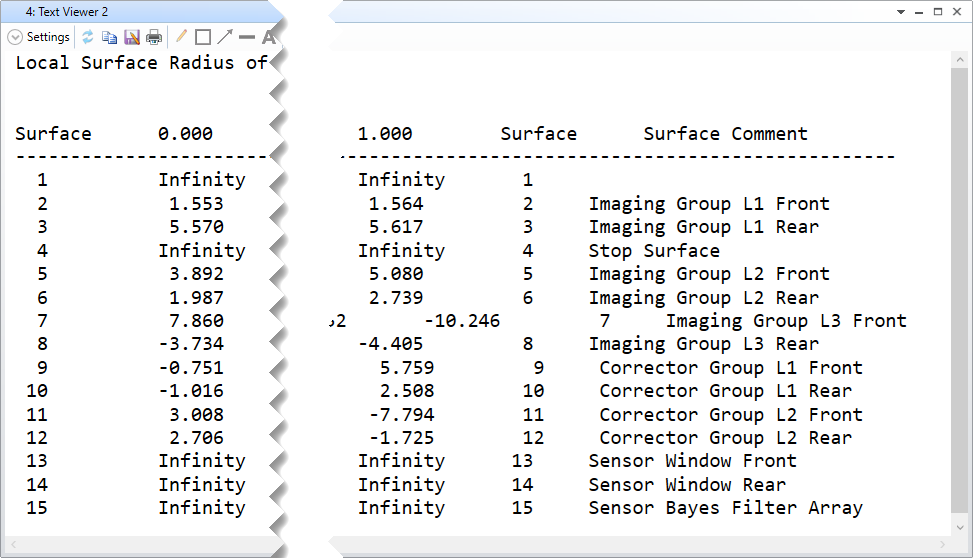 4: Text Viewer 2
Settings
Local Surface Radius of
Surface 0.000 1.000 Surface Surface Comment
1 Infinity Infinity 1
2 1.553 1.564 2 Imaging Group L1 Front
3 5.570 5.617 3 Imaging Group L1 Rear
4 Infinity Infinity 4 Stop Surface
5 3.892 5.080 5 Imaging Group L2 Front
6 1.987 2.739 6 Imaging Group L2 Rear
7 7.860 2 -10.246 7 Imaging Group L3 Front
8 -3.734 -4.405 8 Imaging Group L3 Rear
9 -0.751 5.759 9 Corrector Group L1 Front
10 -1.016 2.508 10 Corrector Group L1 Rear
11 3.008 -7.794 11 Corrector Group L2 Front
12 2.706 -1.725 12 Corrector Group L2 Rear
13 Infinity Infinity 13 Sensor Window Front
14 Infinity Infinity 14 Sensor Window Rear
15 Infinity Infinity 15 Sensor Bayes Filter Array